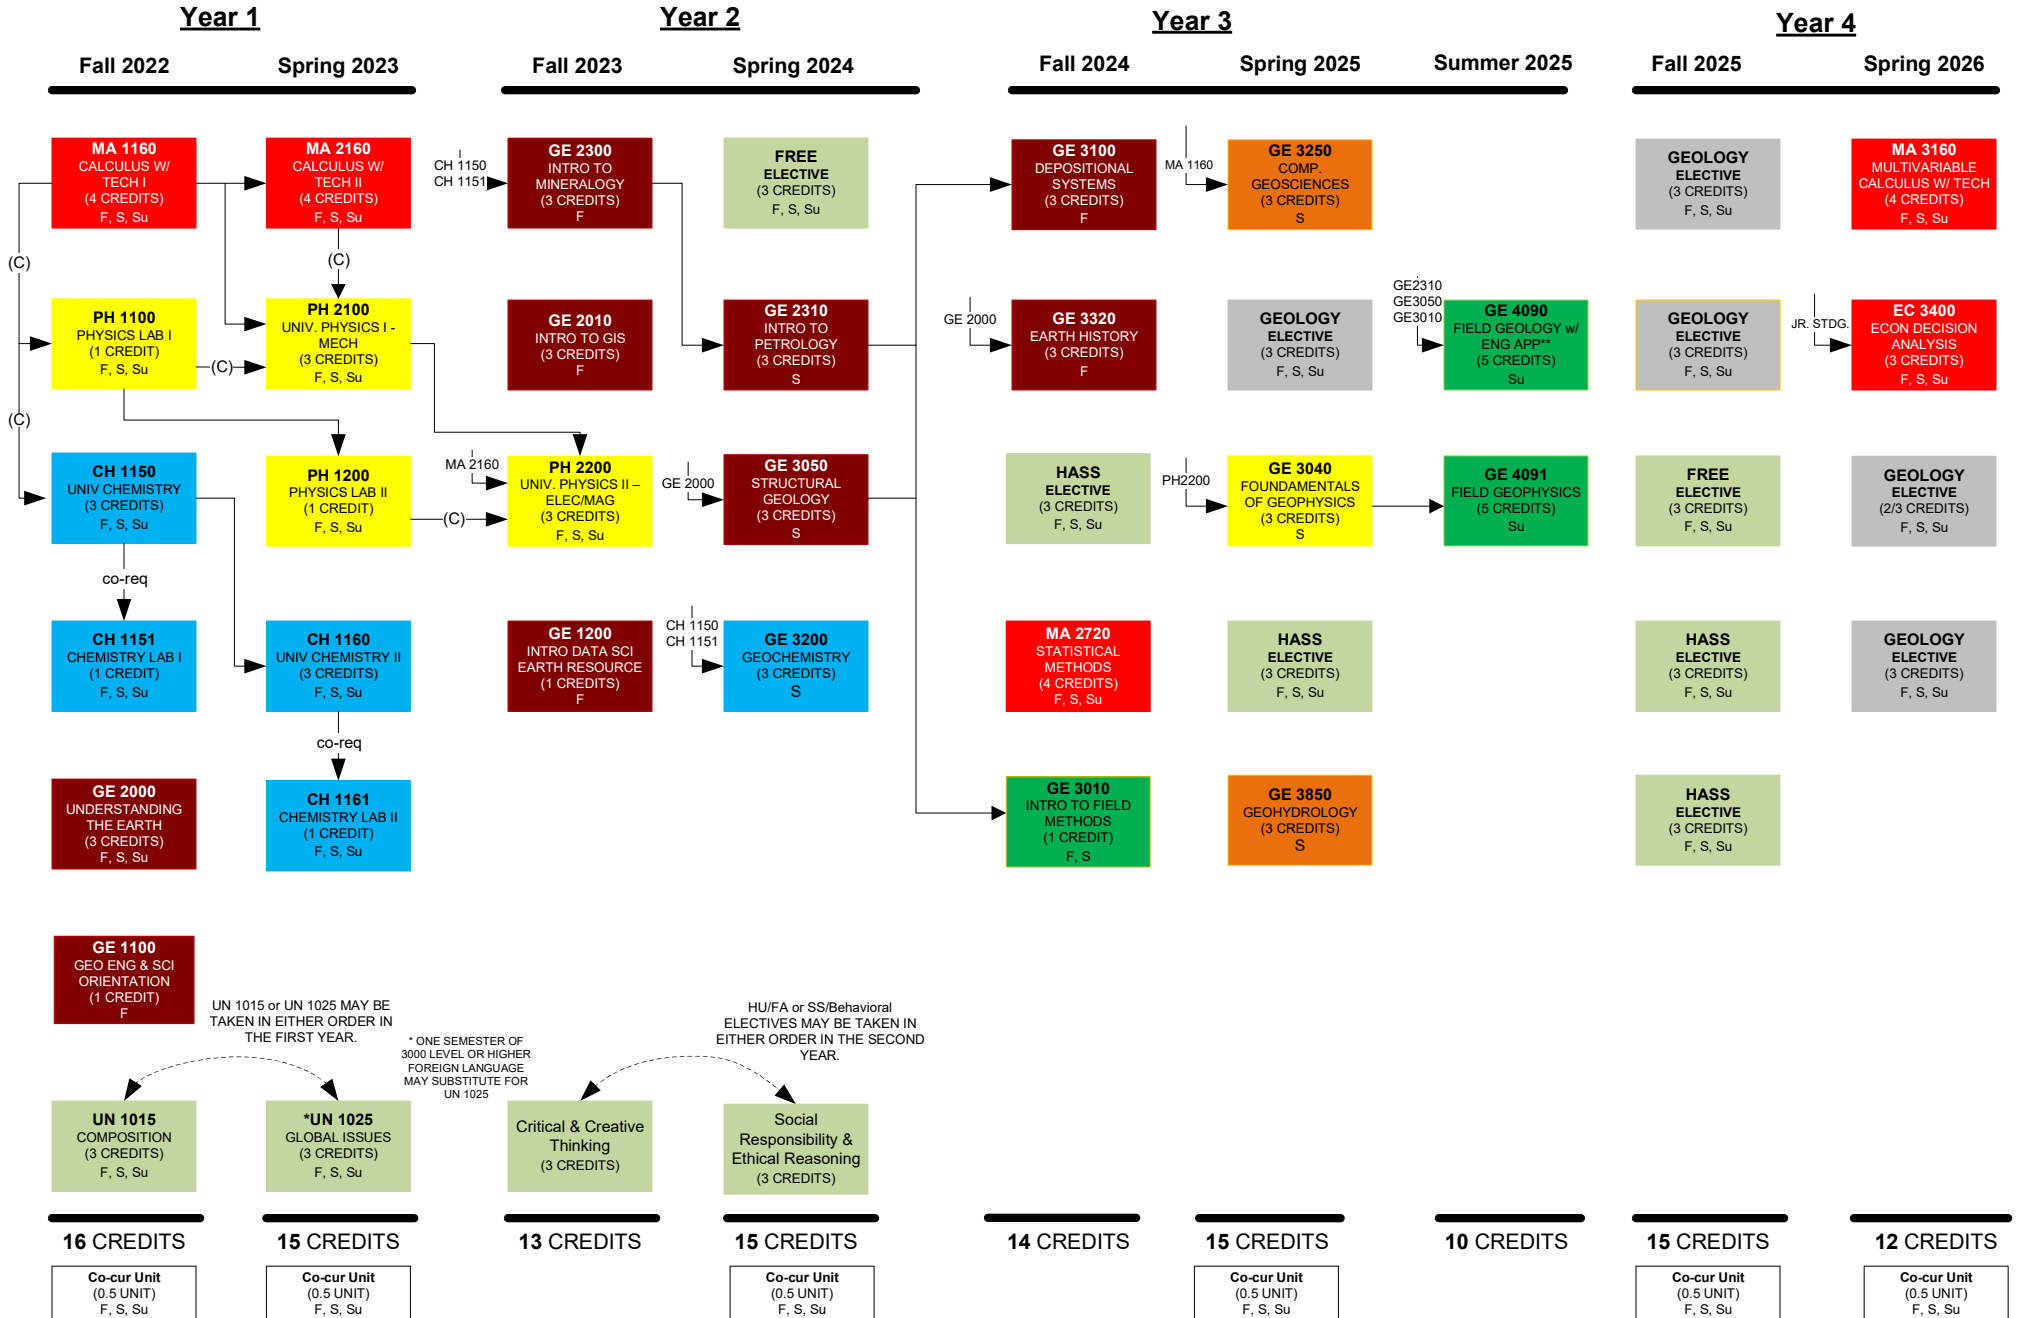 Year 1
Year 2
Year 3
Year 4
Fall 2022
Spring 2023
Fall 2023
Spring 2024
Fall 2024
Spring 2025
Summer 2025
Fall 2025
Spring 2026
MA 1160
CALCULUS W/
TECH I
(4 CREDITS)
F, S, Su
MA 2160
CALCULUS W/
TECH II
(4 CREDITS)
F, S, Su
CH 1150
CH 1151
GE 2300
INTRO TO
MINERALOGY
(3 CREDITS)
F
FREE
ELECTIVE
(3 CREDITS)
F, S, Su
GE 3100
DEPOSITIONAL
SYSTEMS
(3 CREDITS)
F
MA 1160
GE 3250
COMP.
GEOSCIENCES
(3 CREDITS)
S
GEOLOGY
ELECTIVE
(3 CREDITS)
F, S, Su
MA 3160
MULTIVARIABLE
CALCULUS W/ TECH
(4 CREDITS)
F, S, Su
(C)
(C)
PH 1100
PHYSICS LAB I
(1 CREDIT)
F, S, Su
(C)
PH 2100
UNIV. PHYSICS I -
MECH
(3 CREDITS)
F, S, Su
GE 2010
INTRO TO GIS
(3 CREDITS)
F
GE 2310
INTRO TO
PETROLOGY
(3 CREDITS)
S
GE 2000
GE 3320
EARTH HISTORY
(3 CREDITS)
F
GEOLOGY
ELECTIVE
(3 CREDITS)
F, S, Su
GE2310
GE3050
GE3010
GE 4090
FIELD GEOLOGY w/
ENG APP**
(5 CREDITS)
Su
GEOLOGY
ELECTIVE
(3 CREDITS)
F, S, Su
JR. STDG.
EC 3400
ECON DECISION
ANALYSIS
(3 CREDITS)
F, S, Su
(C)
CH 1150
UNIV CHEMISTRY
(3 CREDITS)
F, S, Su
PH 1200
PHYSICS LAB II
(1 CREDIT)
F, S, Su
(C)
MA 2160
PH 2200
UNIV. PHYSICS II –
ELEC/MAG
(3 CREDITS)
F, S, Su
GE 2000
GE 3050
STRUCTURAL
GEOLOGY
(3 CREDITS)
S
HASS
ELECTIVE
(3 CREDITS)
F, S, Su
PH2200
GE 3040
FOUNDAMENTALS
OF GEOPHYSICS
(3 CREDITS)
S
GE 4091
FIELD GEOPHYSICS
(5 CREDITS)
Su
FREE
ELECTIVE
(3 CREDITS)
F, S, Su
GEOLOGY
ELECTIVE
(2/3 CREDITS)
F, S, Su
co-req
CH 1151
CHEMISTRY LAB I
(1 CREDIT)
F, S, Su
CH 1160
UNIV CHEMISTRY II
(3 CREDITS)
F, S, Su
GE 1200
INTRO DATA SCI
EARTH RESOURCE
(1 CREDITS)
F
CH 1150
CH 1151
GE 3200
GEOCHEMISTRY
(3 CREDITS)
S
MA 2720
STATISTICAL
METHODS
(4 CREDITS)
F, S, Su
HASS
ELECTIVE
(3 CREDITS)
F, S, Su
HASS
ELECTIVE
(3 CREDITS)
F, S, Su
GEOLOGY
ELECTIVE
(3 CREDITS)
F, S, Su
co-req
GE 2000
UNDERSTANDING
THE EARTH
(3 CREDITS)
F, S, Su
CH 1161
CHEMISTRY LAB II
(1 CREDIT)
F, S, Su
GE 3010
INTRO TO FIELD
METHODS
(1 CREDIT)
F, S
GE 3850
GEOHYDROLOGY
(3 CREDITS)
S
HASS
ELECTIVE
(3 CREDITS)
F, S, Su
GE 1100
GEO ENG & SCI
ORIENTATION
(1 CREDIT)
F
UN 1015 or UN 1025 MAY BE
TAKEN IN EITHER ORDER IN
THE FIRST YEAR.
* ONE SEMESTER OF
3000 LEVEL OR HIGHER
FOREIGN LANGUAGE
MAY SUBSTITUTE FOR
UN 1025
HU/FA or SS/Behavioral
ELECTIVES MAY BE TAKEN IN
EITHER ORDER IN THE SECOND
YEAR.
UN 1015
COMPOSITION
(3 CREDITS)
F, S, Su
*UN 1025
GLOBAL ISSUES
(3 CREDITS)
F, S, Su
Critical & Creative
Thinking
(3 CREDITS)
Social
Responsibility &
Ethical Reasoning
(3 CREDITS)
16 CREDITS
15 CREDITS
13 CREDITS
15 CREDITS
14 CREDITS
15 CREDITS
10 CREDITS
15 CREDITS
12 CREDITS
Co-cur Unit
(0.5 UNIT)
F, S, Su
Co-cur Unit
(0.5 UNIT)
F, S, Su
Co-cur Unit
(0.5 UNIT)
F, S, Su
Co-cur Unit
(0.5 UNIT)
F, S, Su
Co-cur Unit
(0.5 UNIT)
F, S, Su
Co-cur Unit
(0.5 UNIT)
F, S, Su